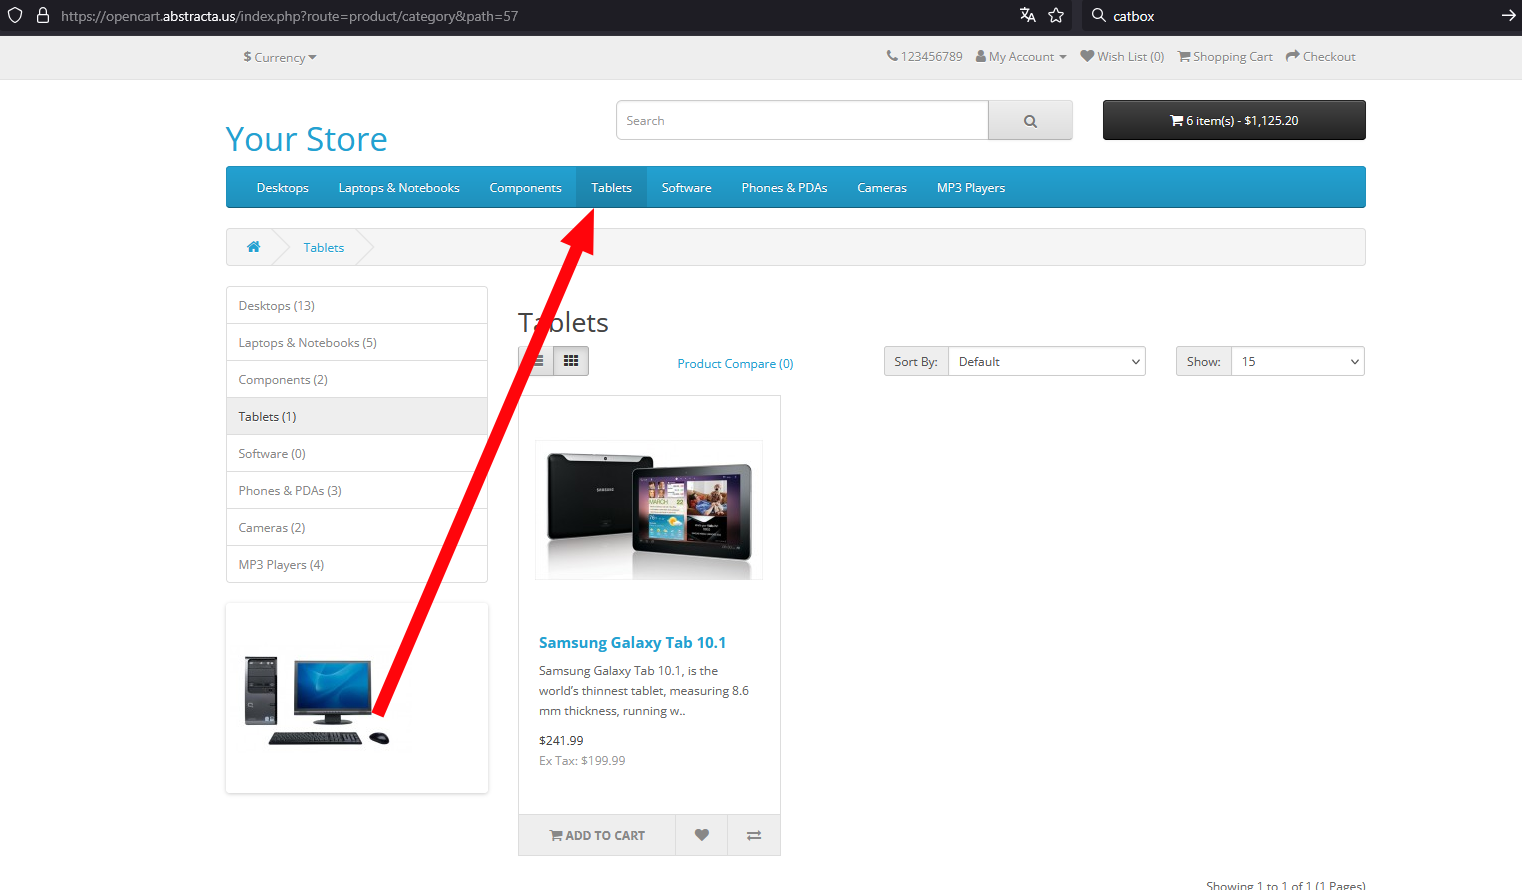 https://opencart.abstracta.us/index.php?route=product/category&path=57
catbox
$ Currency
123456789 My Account Wish List (0) Shopping Cart Checkout
Your Store
Search
6 item(s) - $1,125.20
Desktops Laptops & Notebooks Components Tablets Software Phones & PDAs Cameras MP3 Players
Tablets
Desktops (13)
Laptops & Notebooks (5)
Components (2)
Tablets (1)
Software (0)
Phones & PDAs (3)
Cameras (2)
MP3 Players (4)
Tablets
Product Compare (0)
Sort By: Default
Show: 15
SAMSUNG
MARCH 22
Samsung Galaxy Tab 10.1
Samsung Galaxy Tab 10.1, is the
world’s thinnest tablet, measuring 8.6
mm thickness, running w..
$241.99
Ex Tax: $199.99
ADD TO CART
Showing 1 to 1 of 1 (1 Pages)